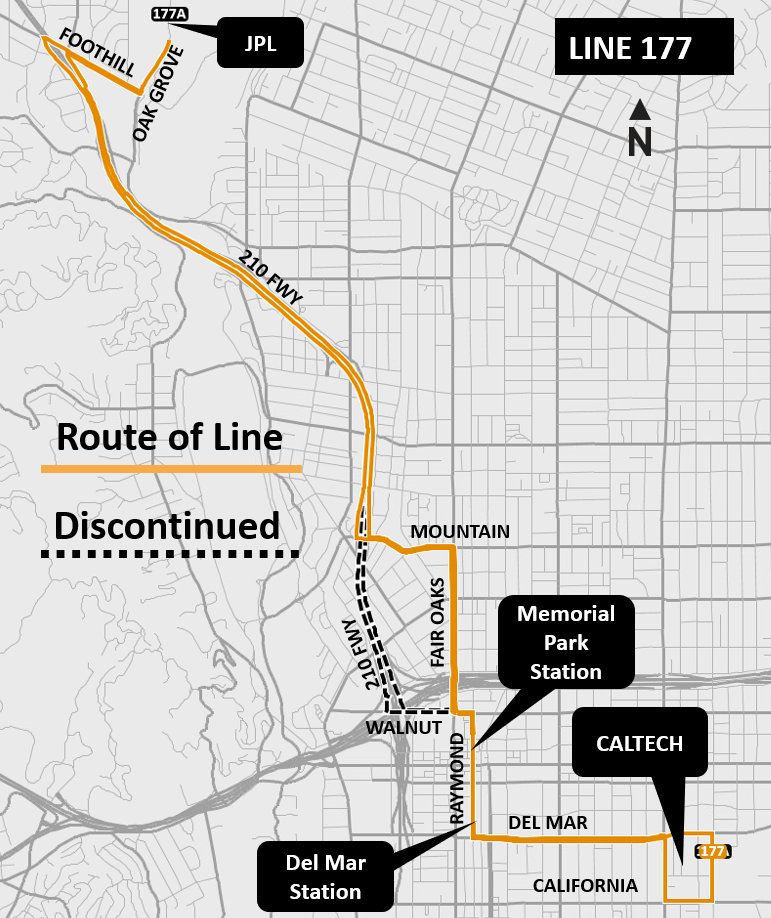 177A
JPL
LINE 177
FOOTHILL
OAK GROVE
N
210 FWY
Route of Line
Discontinued
MOUNTAIN
FAIR OAKS
Memorial
Park
Station
210 FWY
WALNUT
RAYMOND
CALTECH
DEL MAR
177
Del Mar
Station
CALIFORNIA